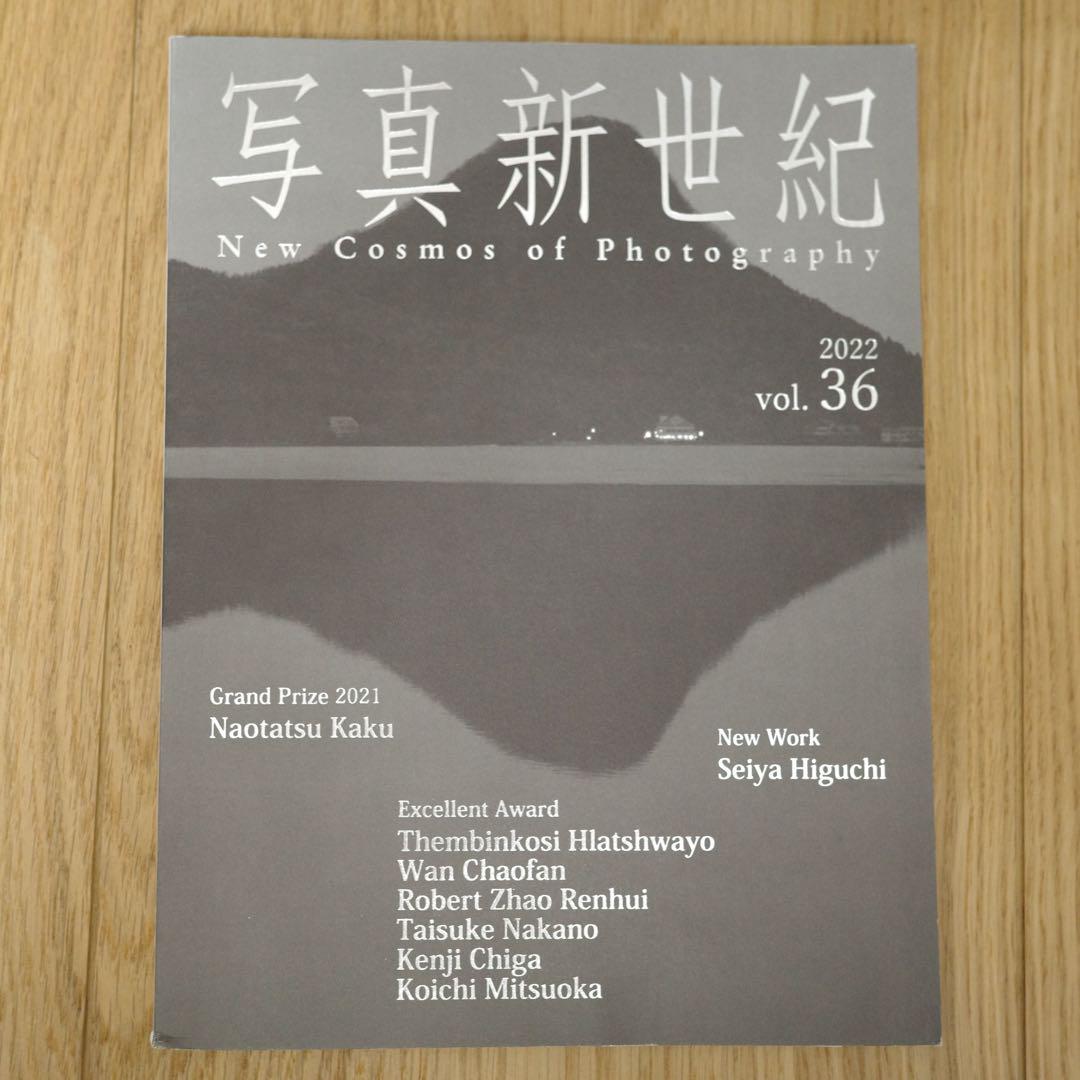 写真新世紀
New Cosmos of Photography
2022
vol. 36
Grand Prize 2021
Naotatsu Kaku
New Work
Seiya Higuchi
Excellent Award
Thembinkosi Hlatshwayo
Wan Chaofan
Robert Zhao Renhui
Taisuke Nakano
Kenji Chiga
Koichi Mitsuoka